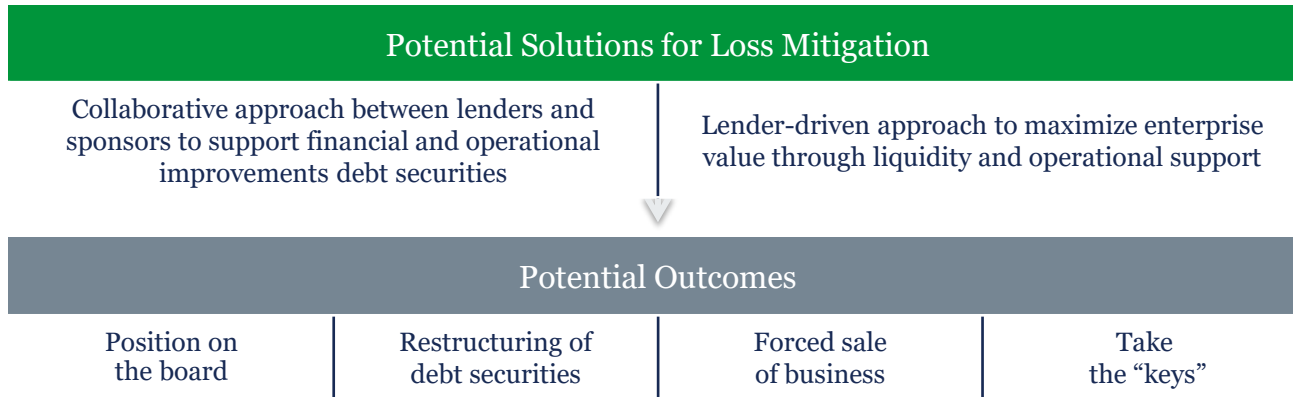 Potential Solutions for Loss Mitigation
Collaborative approach between lenders and
sponsors to support financial and operational
improvements debt securities
Lender-driven approach to maximize enterprise
value through liquidity and operational support
Potential Outcomes
Position on
the board
Restructuring of
debt securities
Forced sale
of business
Take
the “keys”